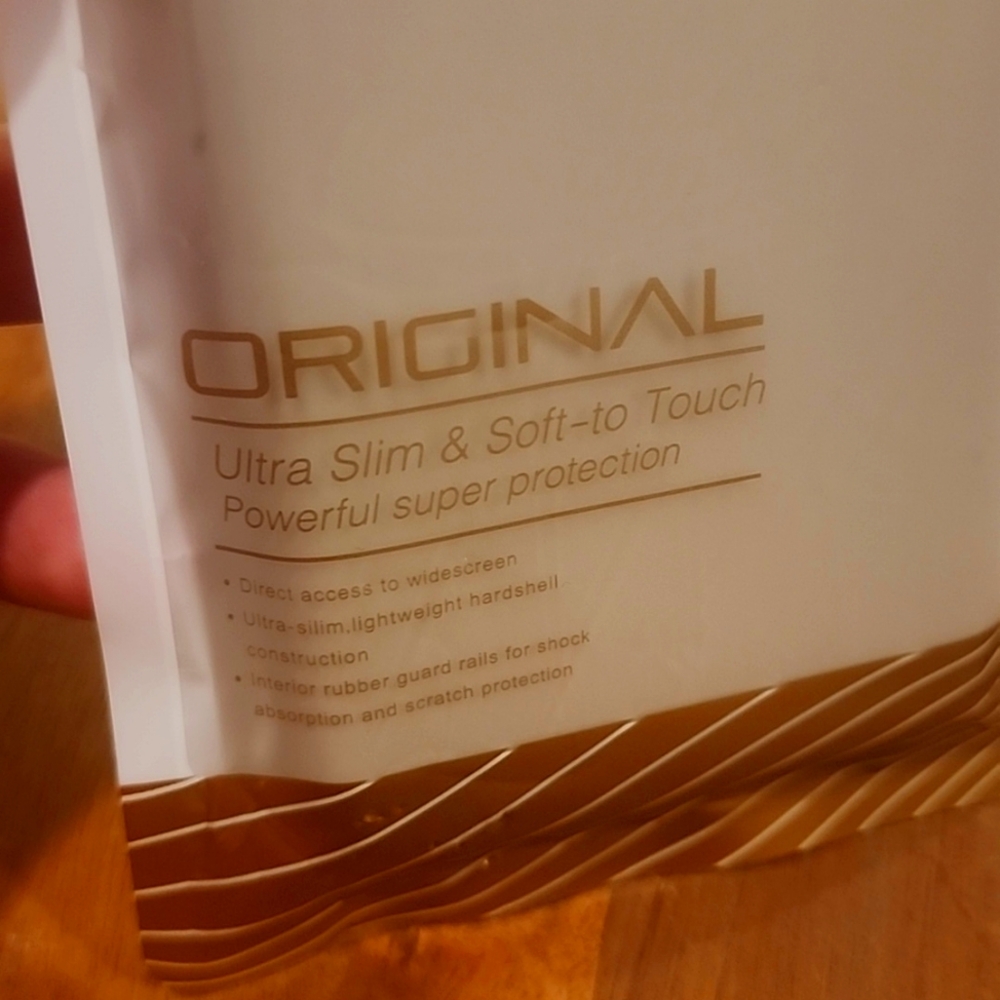 ORIGINAL
Ultra Slim & Soft-to Touch
Powerful super protection
• Direct access to widescreen
• Ultra-silim,lightweight hardshell
construction
• Interior rubber guard rails for shock
absorption and scratch protection